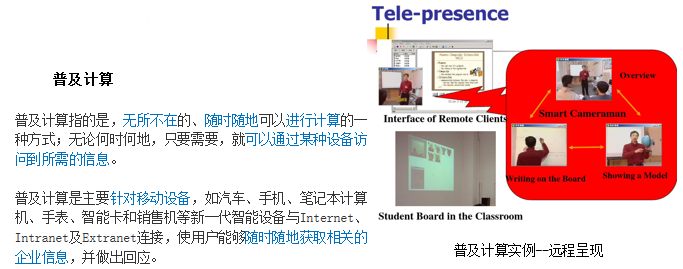 普及计算
普及计算指的是，无所不在的、随时随地可以进行计算的一
种方式；无论何时何地，只要需要，就可以通过某种设备访
问到所需的信息。
普及计算是主要针对移动设备，如汽车、手机、笔记本计算
机、手表、智能卡和销售机等新一代智能设备与Internet、
Intranet及Extranet连接，使用户能够随时随地获取相关的
企业信息，并做出回应。
Tele-presence
Overview
Smart Cameraman
Interface of Remote Clients
Writing on the Board
Showing a Model
Student Board in the Classroom
普及计算实例--远程呈现